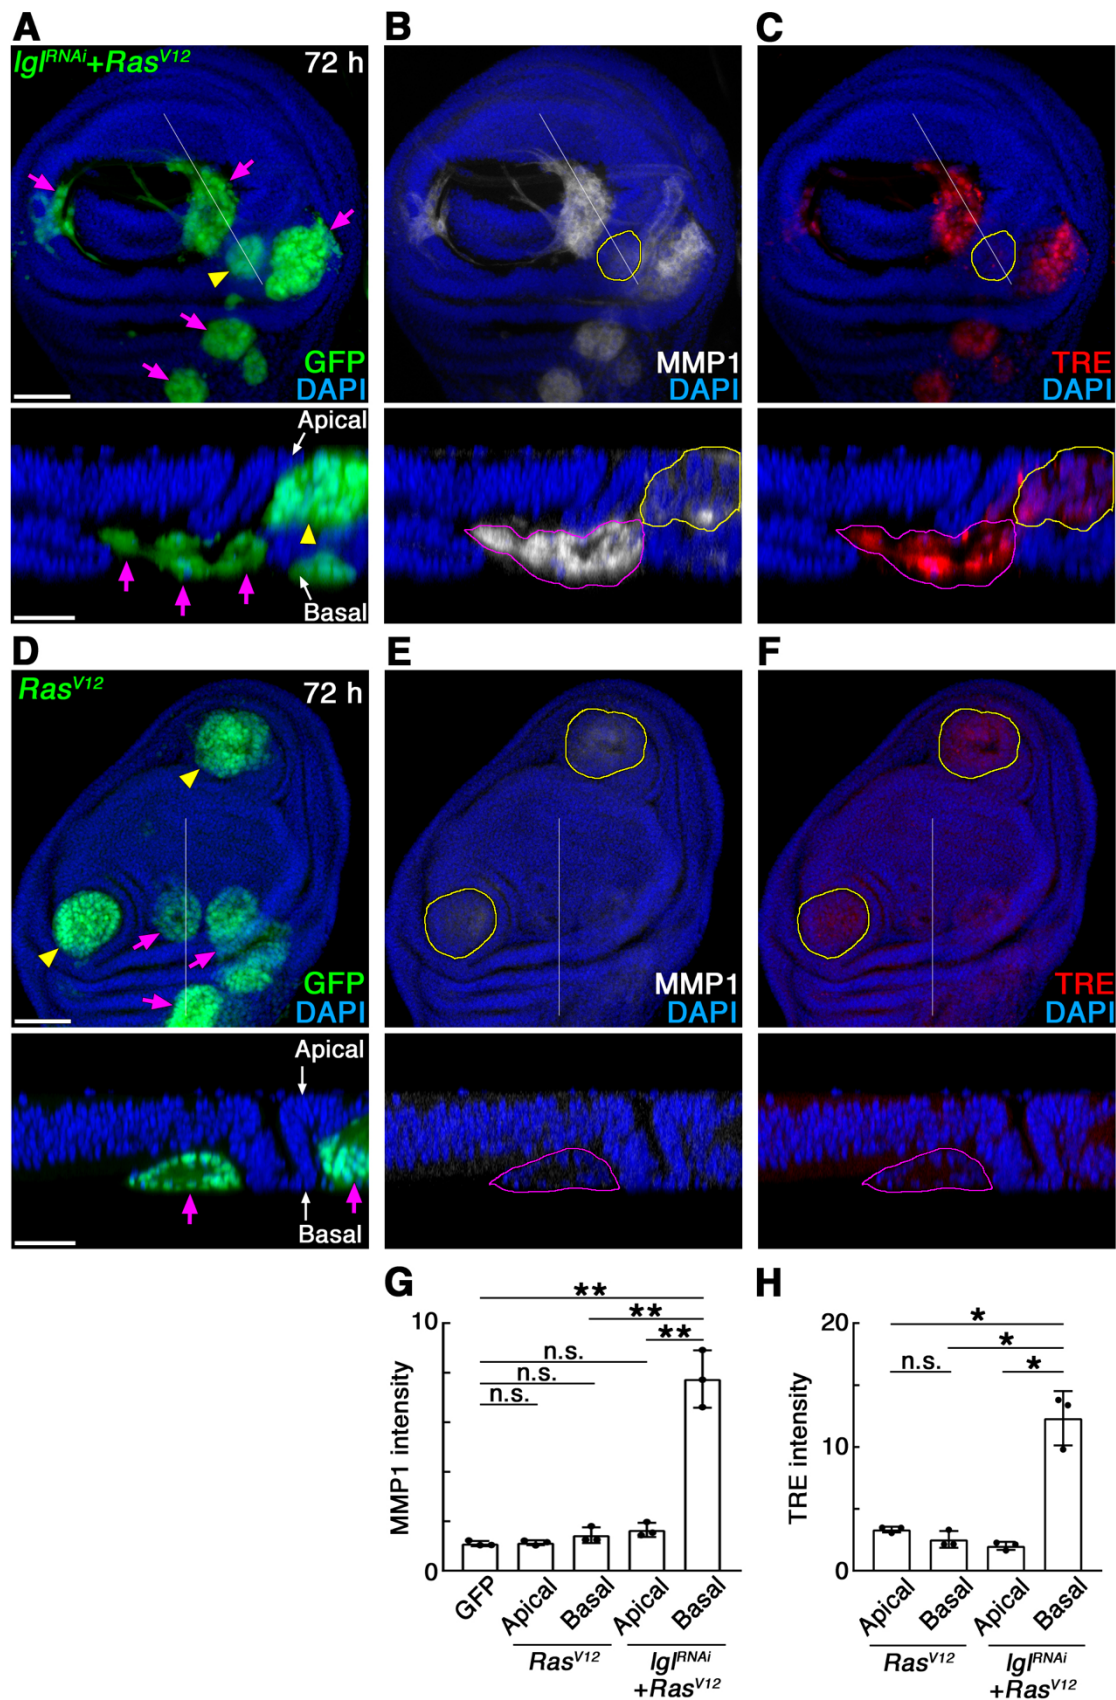 A
B
C
lgl^RNAi+Ras^V12
72 h
GFP
DAPI
MMP1
DAPI
TRE
DAPI
Apical
Basal
D
E
F
Ras^V12
72 h
GFP
DAPI
MMP1
DAPI
TRE
DAPI
Apical
Basal
G
H
MMP1 intensity
10
0
**
**
**
n.s.
n.s.
n.s.
GFP
Apical
Basal
Apical
Basal
Ras^V12
lgl^RNAi
+Ras^V12
TRE intensity
20
10
0
*
*
*
n.s.
Apical
Basal
Apical
Basal
Ras^V12
lgl^RNAi
+Ras^V12